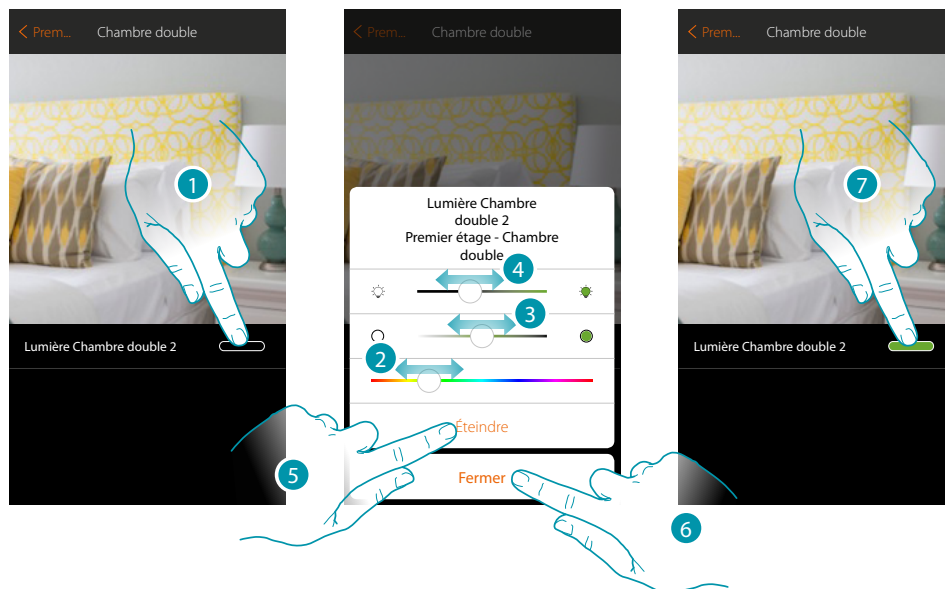 < Prem... Chambre double
1
Lumière Chambre double 2
< Prem... Chambre double
Lumière Chambre
double 2
Premier étage - Chambre
double
4
3
2
Éteindre
5
Fermer
6
< Prem... Chambre double
7
Lumière Chambre double 2